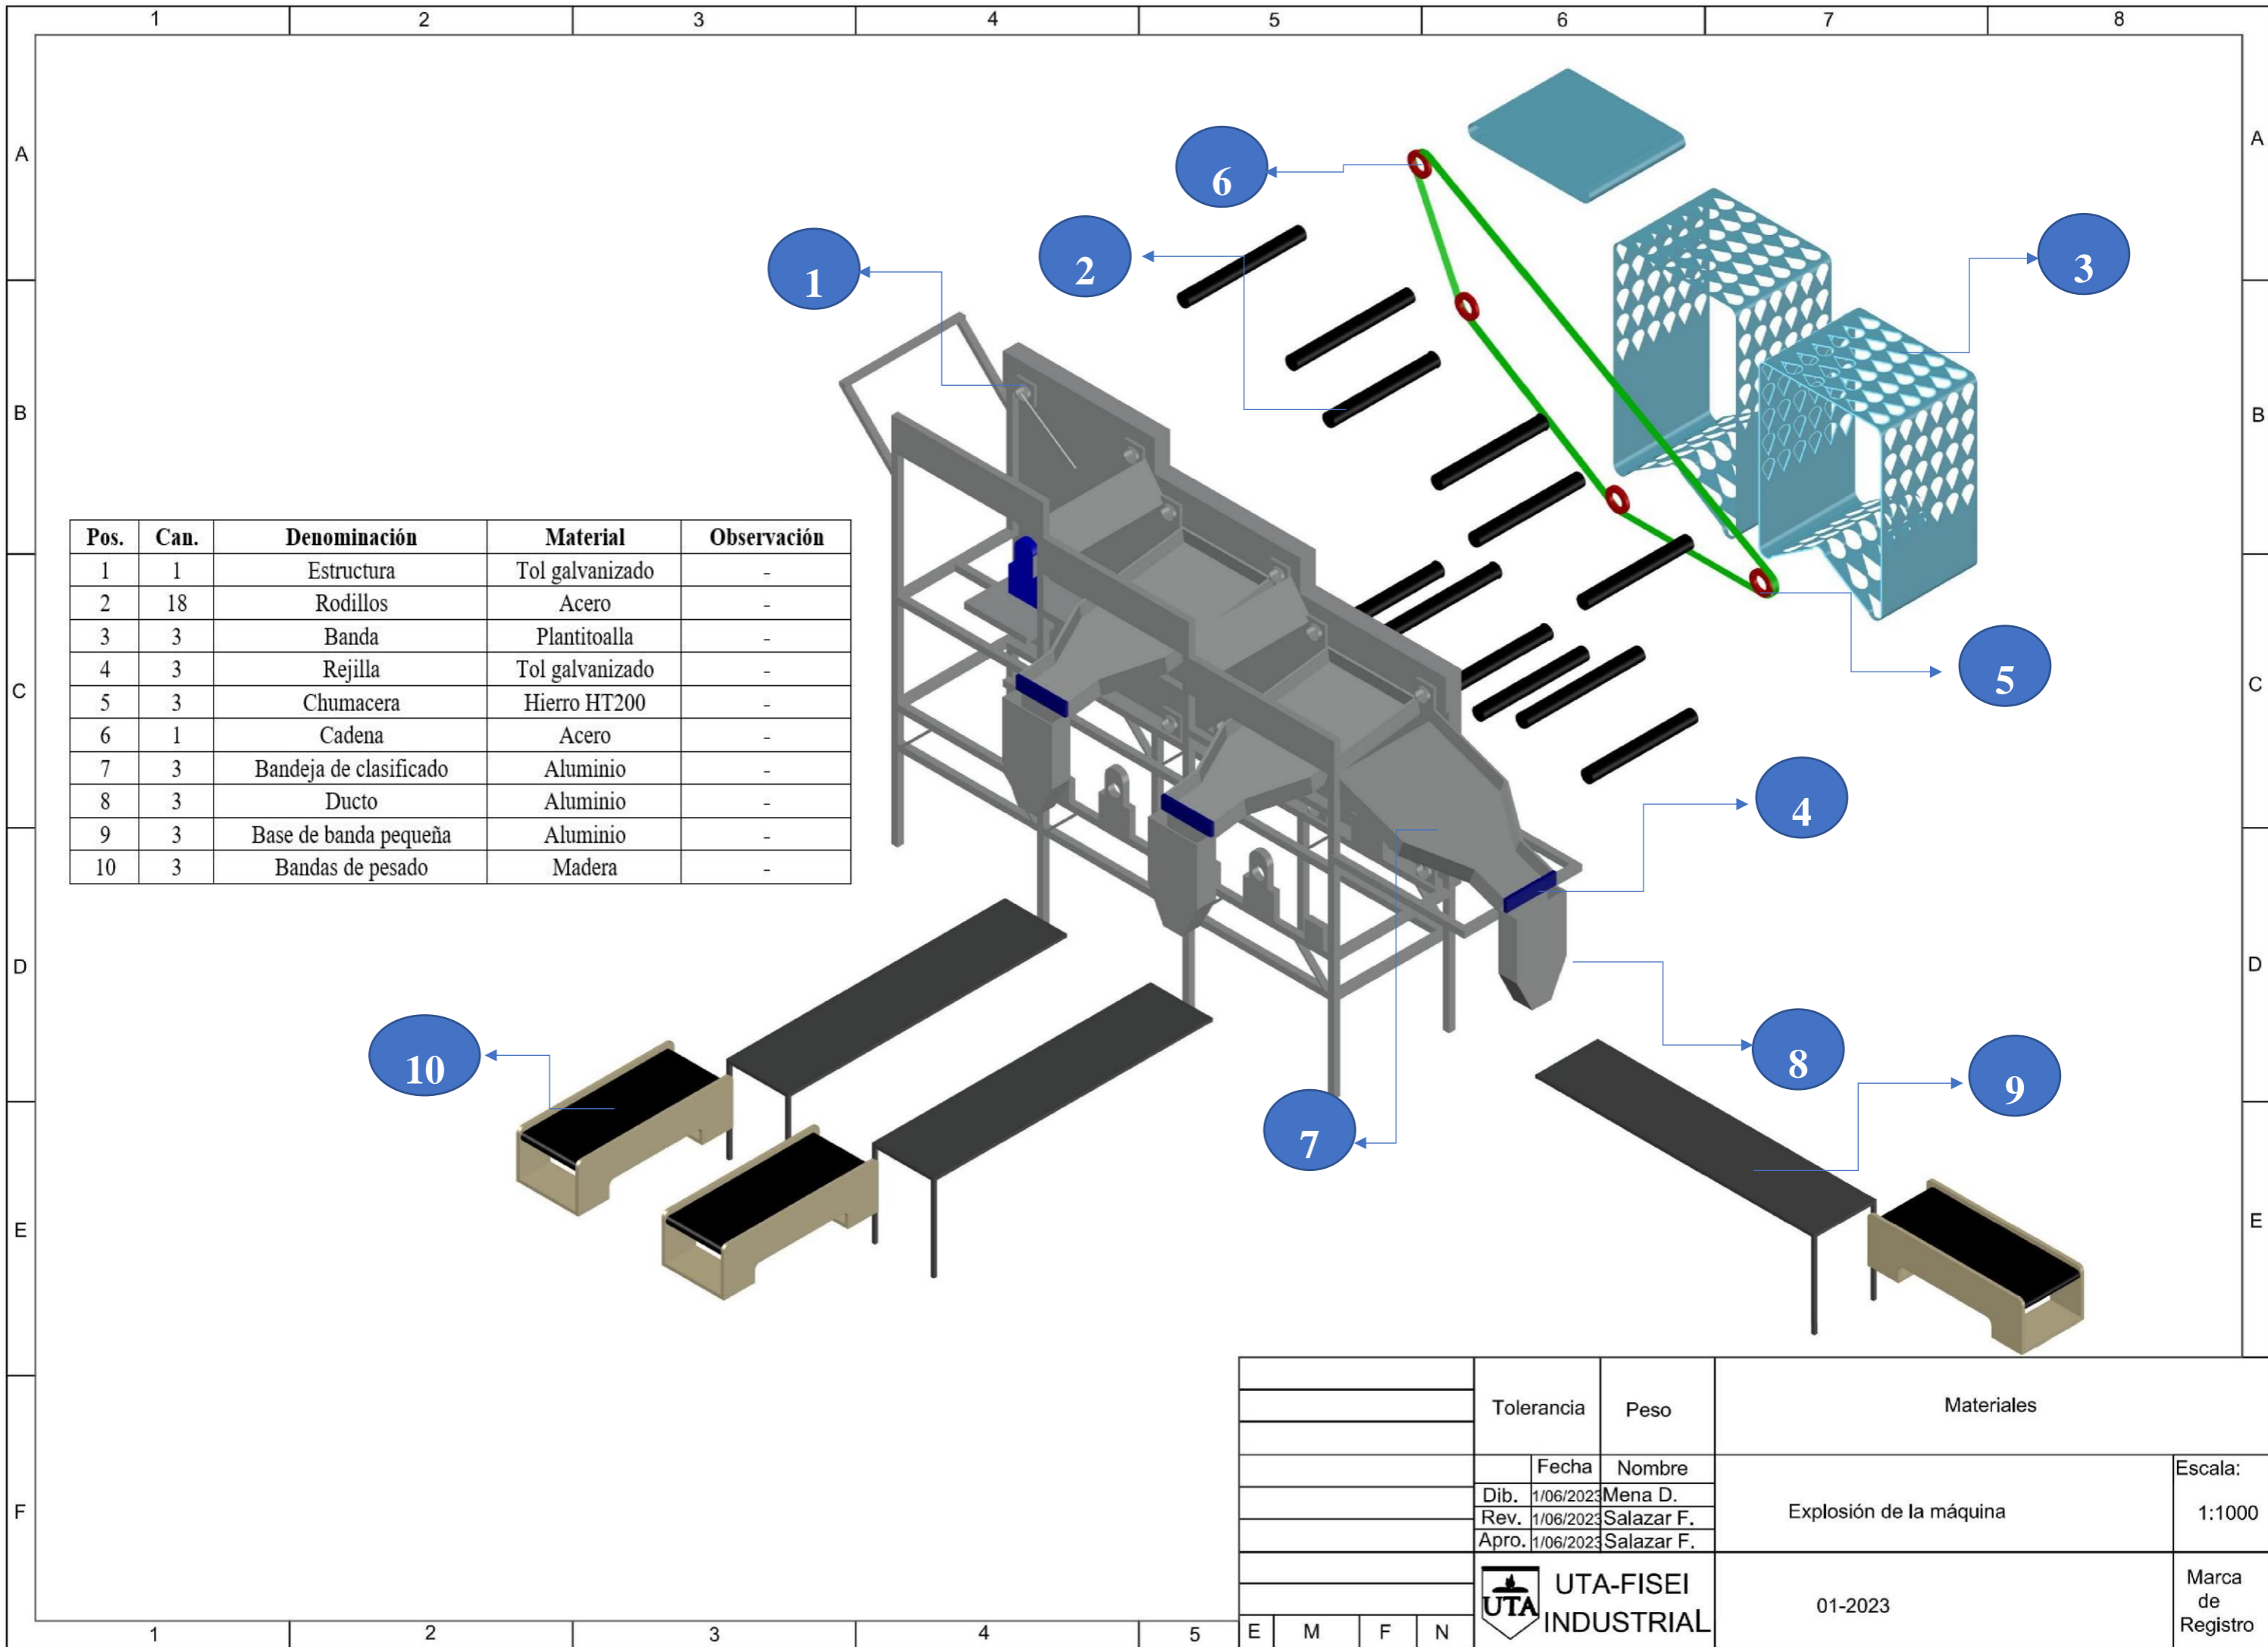 1 2 3 4 5 6 7 8
A A
6
3
2
1
B B
Pos. Can. Denominación Material Observación
1 1 Estructura Tol galvanizado -
2 18 Rodillos Acero -
3 3 Banda Plantitoalla -
4 3 Rejilla Tol galvanizado -
5 3 Chumacera Hierro HT200 -
6 1 Cadena Acero -
7 3 Bandeja de clasificado Aluminio -
8 3 Ducto Aluminio -
9 3 Base de banda pequeña Aluminio -
10 3 Bandas de pesado Madera -
C C
5
4
D D
10
8
9
7
E E
Tolerancia Peso Materiales
Fecha Nombre
Dib. 1/06/2023 Mena D.
Rev. 1/06/2023 Salazar F.
Apro. 1/06/2023 Salazar F.
Explosión de la máquina
Escala:
1:1000
F
UTA
UTA-FISEI
INDUSTRIAL
01-2023
Marca
de
Registro
1 2 3 4 5 E M F N